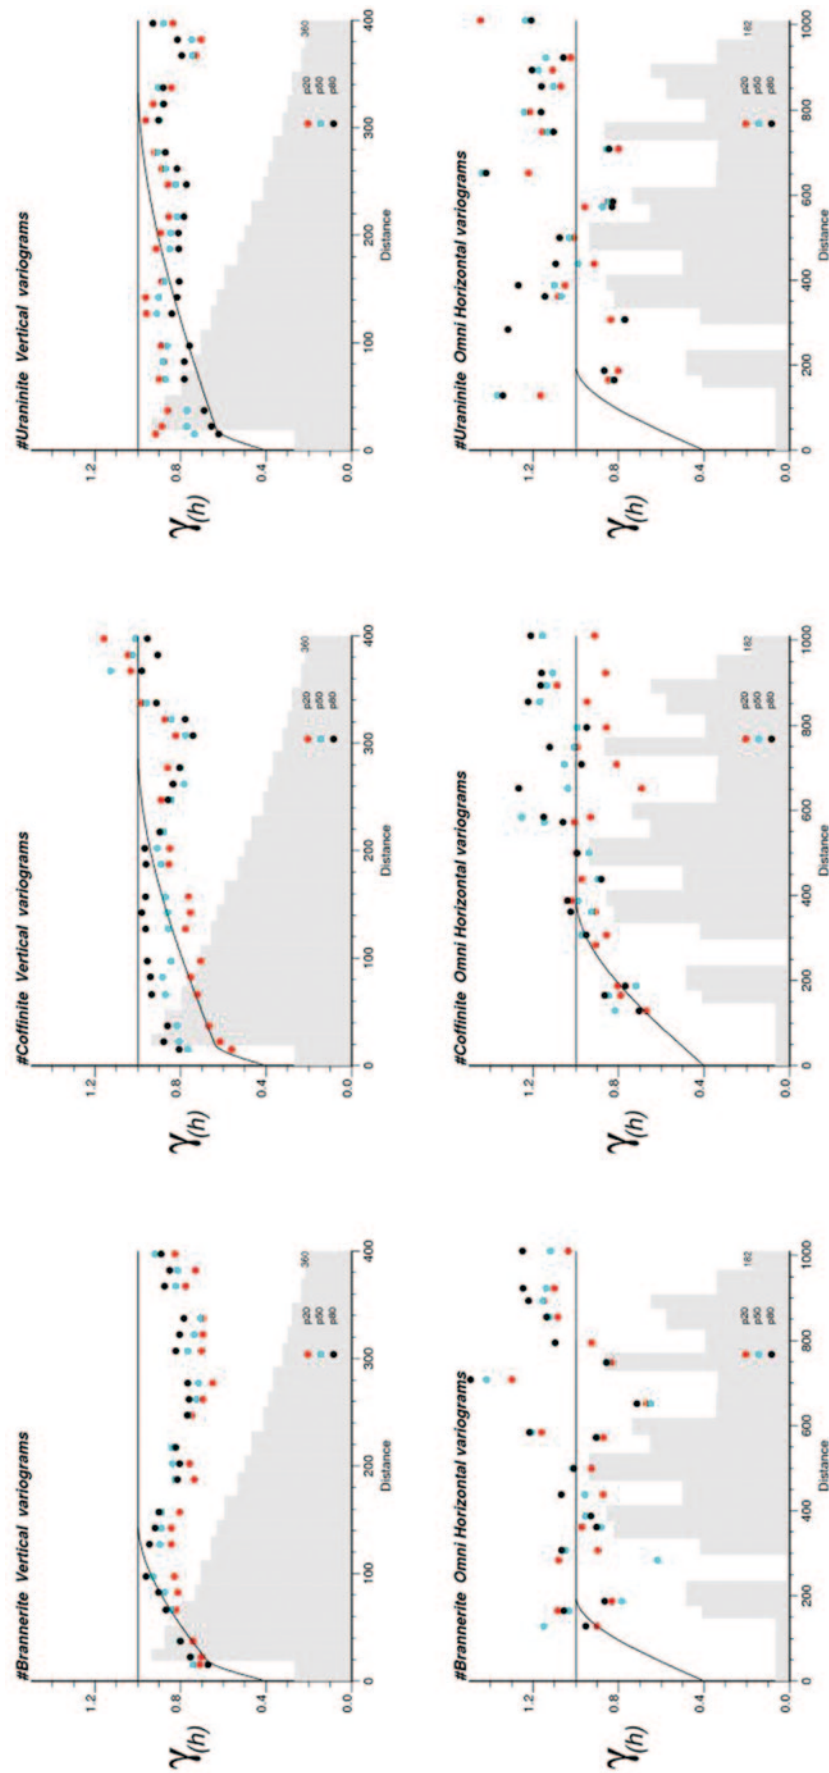 #Brannerite Vertical variograms
γ(h)
1.2
0.8
0.4
0.0
360
p20
p50
p80
0 100 200 300 400
Distance
#Coffinite Vertical variograms
γ(h)
1.2
0.8
0.4
0.0
360
p20
p50
p80
0 100 200 300 400
Distance
#Uraninite Vertical variograms
γ(h)
1.2
0.8
0.4
0.0
360
p20
p50
p80
0 100 200 300 400
Distance
#Brannerite Omni Horizontal variograms
γ(h)
1.2
0.8
0.4
0.0
182
p20
p50
p80
0 200 400 600 800 1000
Distance
#Coffinite Omni Horizontal variograms
γ(h)
1.2
0.8
0.4
0.0
182
p20
p50
p80
0 200 400 600 800 1000
Distance
#Uraninite Omni Horizontal variograms
γ(h)
1.2
0.8
0.4
0.0
182
p20
p50
p80
0 200 400 600 800 1000
Distance